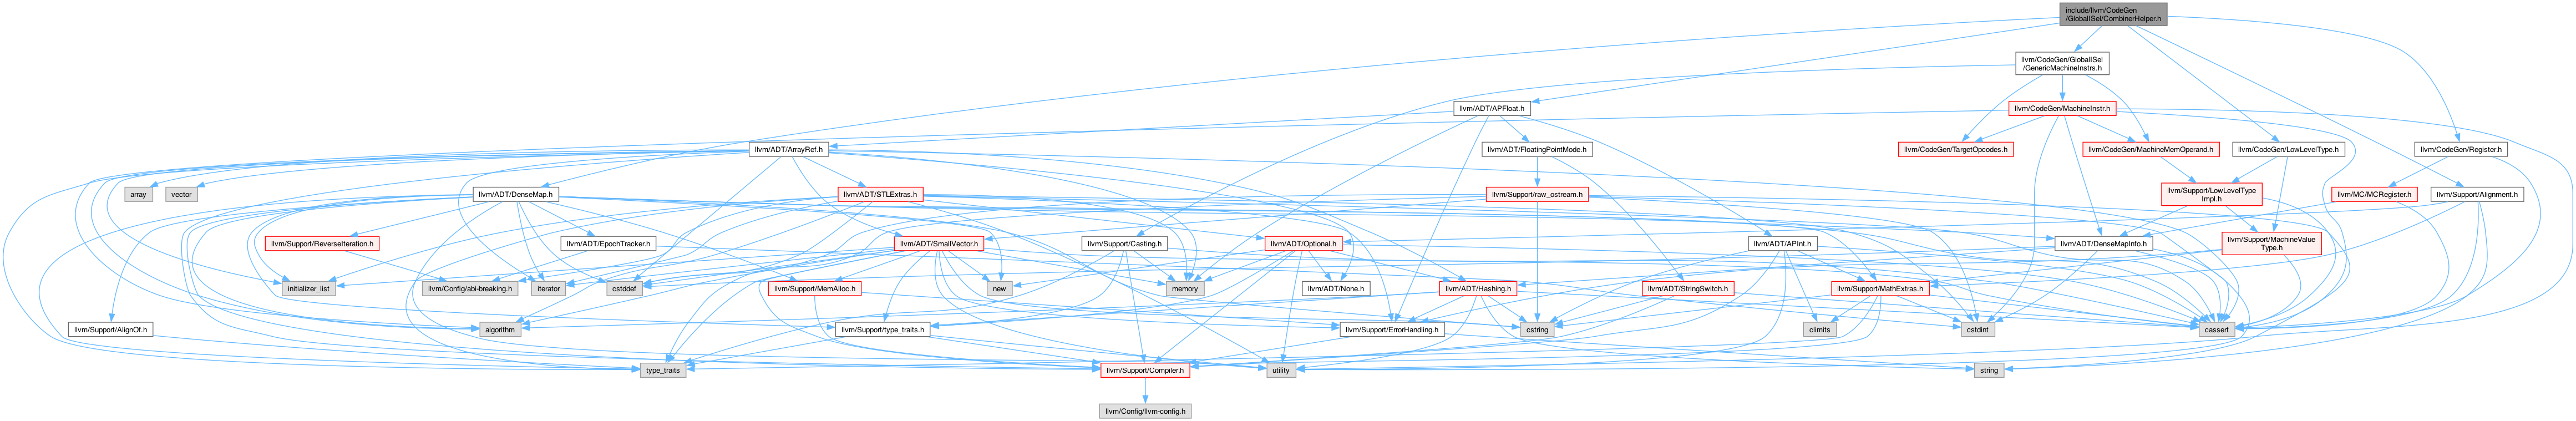 include/llvm/CodeGen
/GlobalISel/CombinerHelper.h
llvm/CodeGen/GlobalISel
/GenericMachineInstrs.h
llvm/ADT/APFloat.h
llvm/CodeGen/MachineInstr.h
llvm/ADT/ArrayRef.h
llvm/ADT/FloatingPointMode.h
llvm/CodeGen/TargetOpcodes.h
llvm/CodeGen/MachineMemOperand.h
llvm/CodeGen/LowLevelType.h
llvm/CodeGen/Register.h
array
vector
llvm/ADT/DenseMap.h
llvm/ADT/STLExtras.h
llvm/Support/raw_ostream.h
llvm/Support/LowLevelType
Impl.h
llvm/MC/MCRegister.h
llvm/Support/Alignment.h
llvm/Support/ReverseIteration.h
llvm/ADT/EpochTracker.h
llvm/ADT/SmallVector.h
llvm/Support/Casting.h
llvm/ADT/Optional.h
llvm/ADT/APInt.h
llvm/ADT/DenseMapInfo.h
llvm/Support/MachineValue
Type.h
initializer_list
llvm/Config/abi-breaking.h
iterator
cstddef
llvm/Support/MemAlloc.h
new
memory
llvm/ADT/None.h
llvm/ADT/Hashing.h
llvm/ADT/StringSwitch.h
llvm/Support/MathExtras.h
llvm/Support/AlignOf.h
algorithm
llvm/Support/type_traits.h
llvm/Support/ErrorHandling.h
cstring
climits
cstdint
cassert
type_traits
llvm/Support/Compiler.h
utility
string
llvm/Config/llvm-config.h